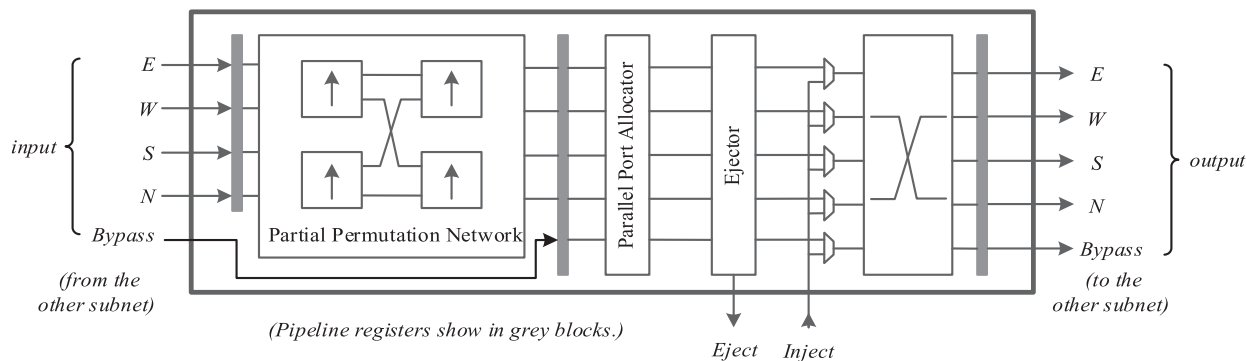 input
E
W
S
N
Bypass
(from the
other subnet)
Partial Permutation Network
Parallel Port Allocator
Ejector
Eject
Inject
E
W
S
N
Bypass
(to the
other subnet)
output
(Pipeline registers show in grey blocks.)